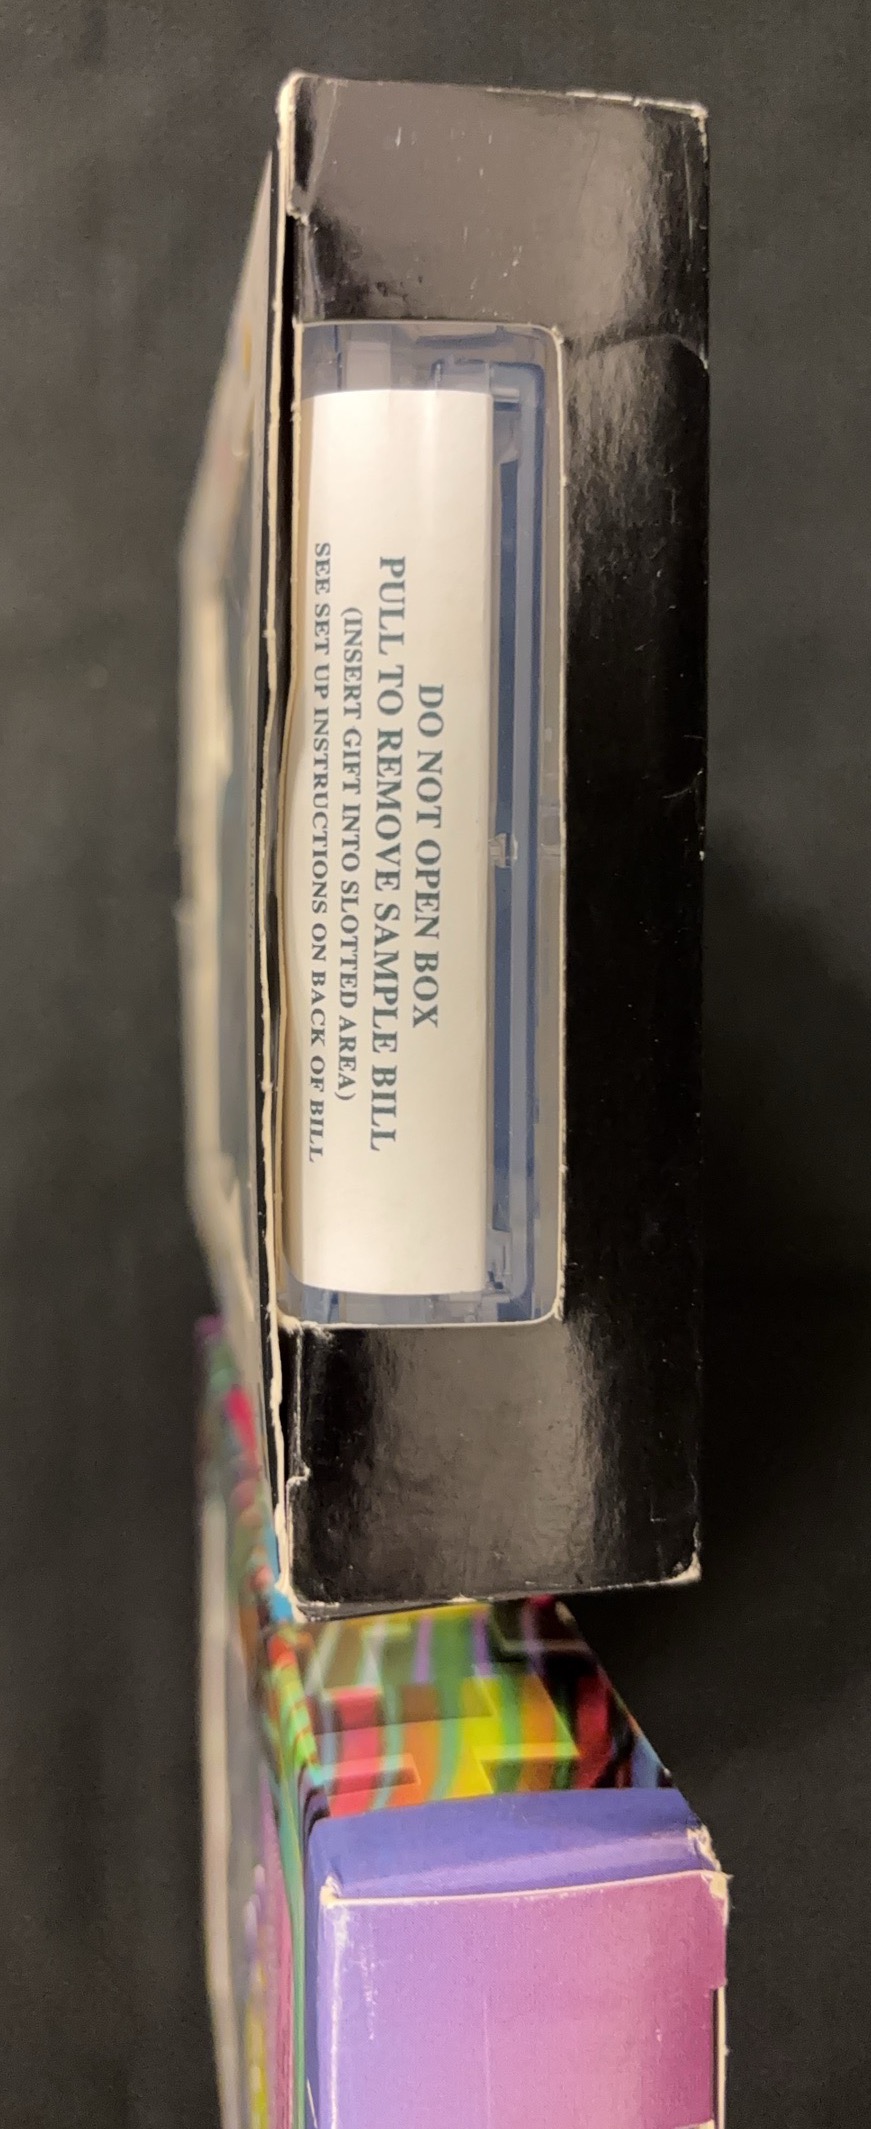 DO NOT OPEN BOX
PULL TO REMOVE SAMPLE BILL
(INSERT GIFT INTO SLOTTED AREA)
SEE SET UP INSTRUCTIONS ON BACK OF BILL